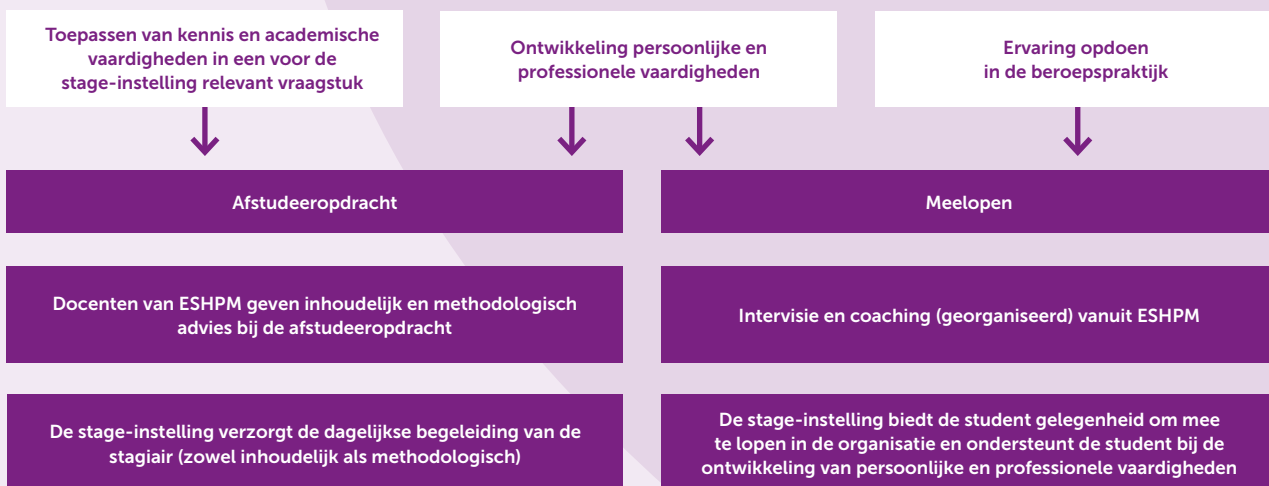 Toepassen van kennis en academische
vaardigheden in een voor de
stage-instelling relevant vraagstuk
Ontwikkeling persoonlijke en
professionele vaardigheden
Ervaring opdoen
in de beroepspraktijk
Afstudeeropdracht
Meelopen
Docenten van ESHPM geven inhoudelijk en methodologisch
advies bij de afstudeeropdracht
Intervisie en coaching (georganiseerd) vanuit ESHPM
De stage-instelling verzorgt de dagelijkse begeleiding van de
stagiair (zowel inhoudelijk als methodologisch)
De stage-instelling biedt de student gelegenheid om mee
te lopen in de organisatie en ondersteunt de student bij de
ontwikkeling van persoonlijke en professionele vaardigheden